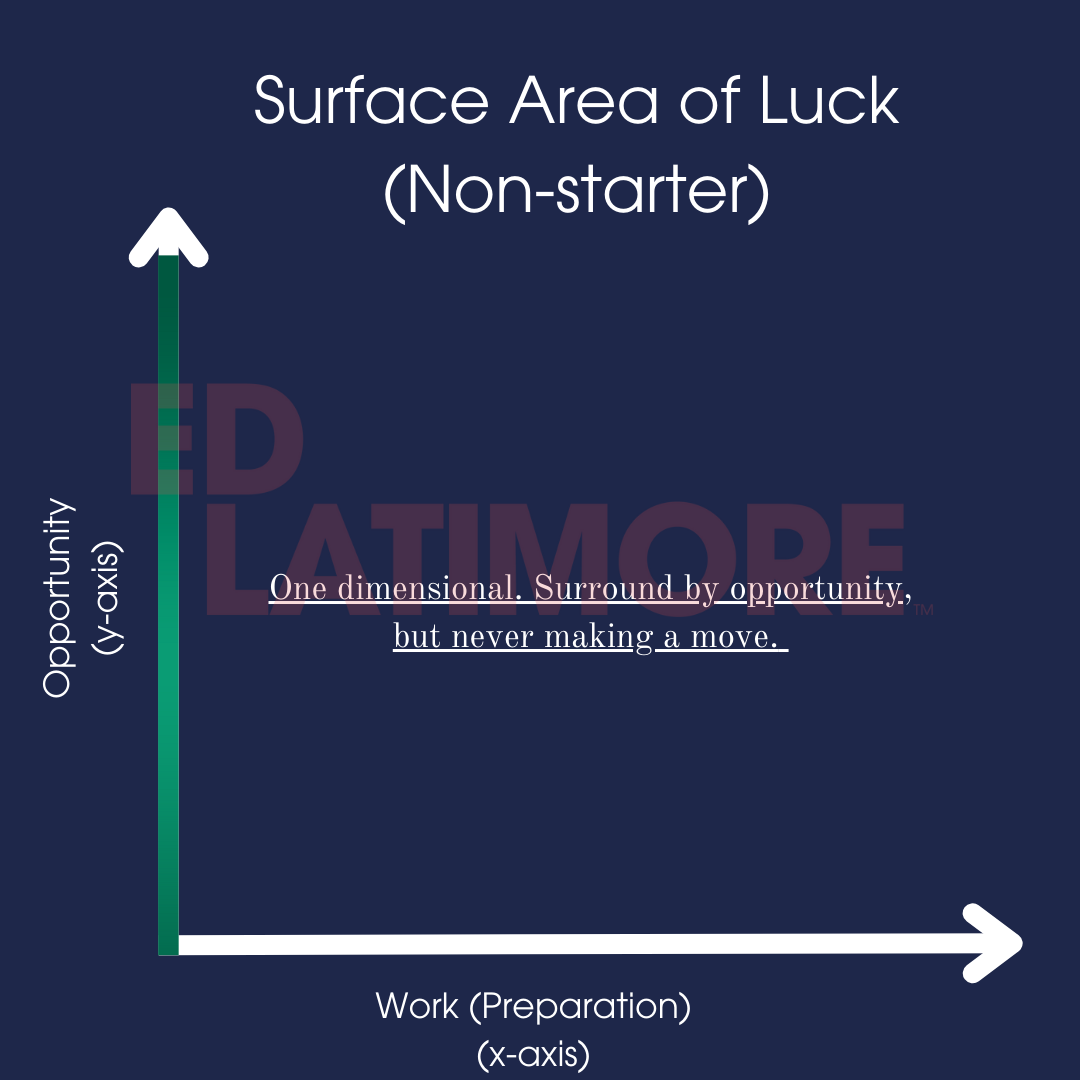 Surface Area of Luck
(Non-starter)
ED
LATIMORE™
One dimensional. Surround by opportunity,
but never making a move.
Opportunity
(y-axis)
Work (Preparation)
(x-axis)